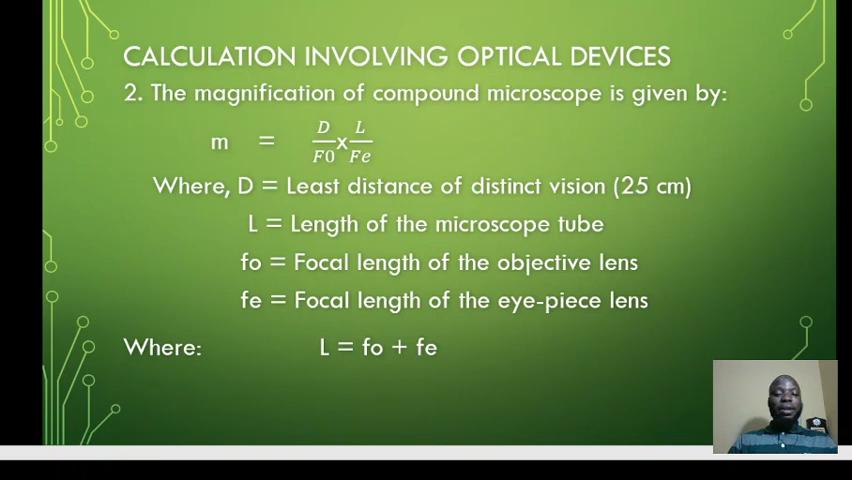 CALCULATION INVOLVING OPTICAL DEVICES
2. The magnification of compound microscope is given by:
m = D/F0 x L/Fe
Where, D = Least distance of distinct vision (25 cm)
L = Length of the microscope tube
fo = Focal length of the objective lens
fe = Focal length of the eye-piece lens
Where: L = fo + fe